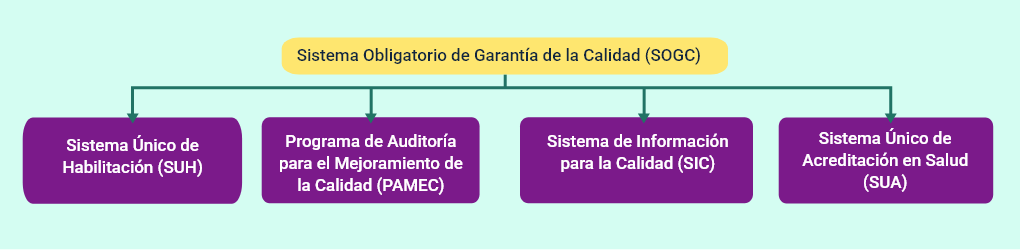 Sistema Obligatorio de Garantía de la Calidad (SOGC)
Sistema Único de
Habilitación (SUH)
Programa de Auditoría
para el Mejoramiento de
la Calidad (PAMEC)
Sistema de Información
para la Calidad (SIC)
Sistema Único de
Acreditación en Salud
(SUA)